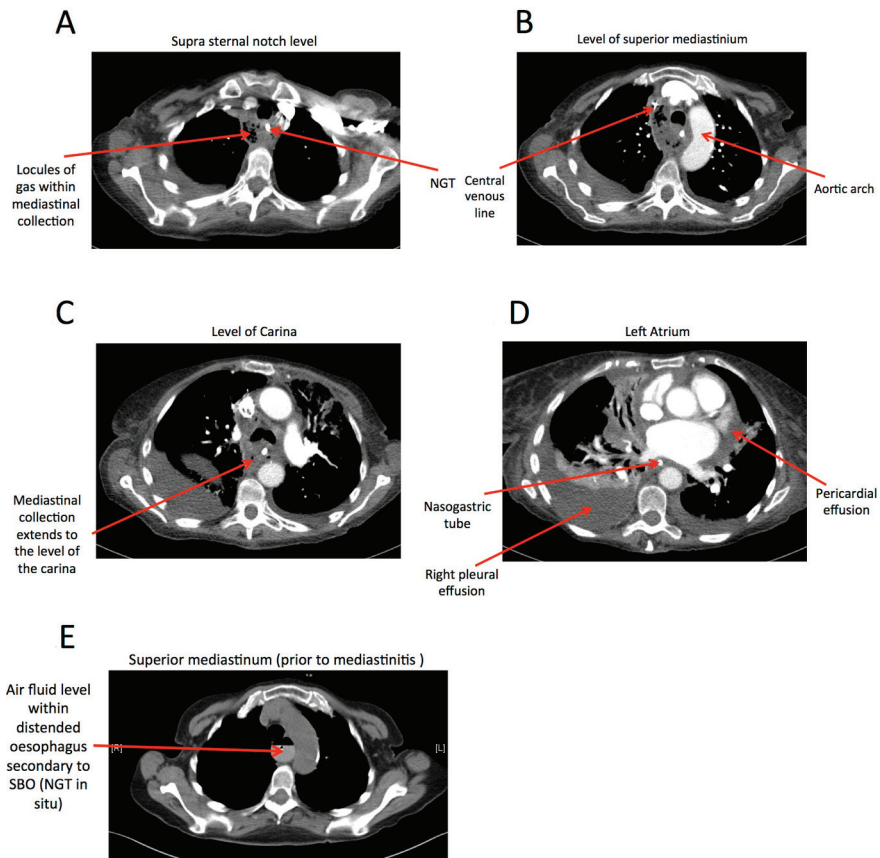 A
Supra sternal notch level
Locules of
gas within
mediastinal
collection
NGT
B
Level of superior mediastinium
Central
venous
line
Aortic arch
C
Level of Carina
Mediastinal
collection
extends to
the level of
the carina
D
Left Atrium
Nasogastric
tube
Right pleural
effusion
Pericardial
effusion
E
Superior mediastinum (prior to mediastinitis )
Air fluid level
within
distended
oesophagus
secondary to
SBO (NGT in
situ)
[R]
[L]